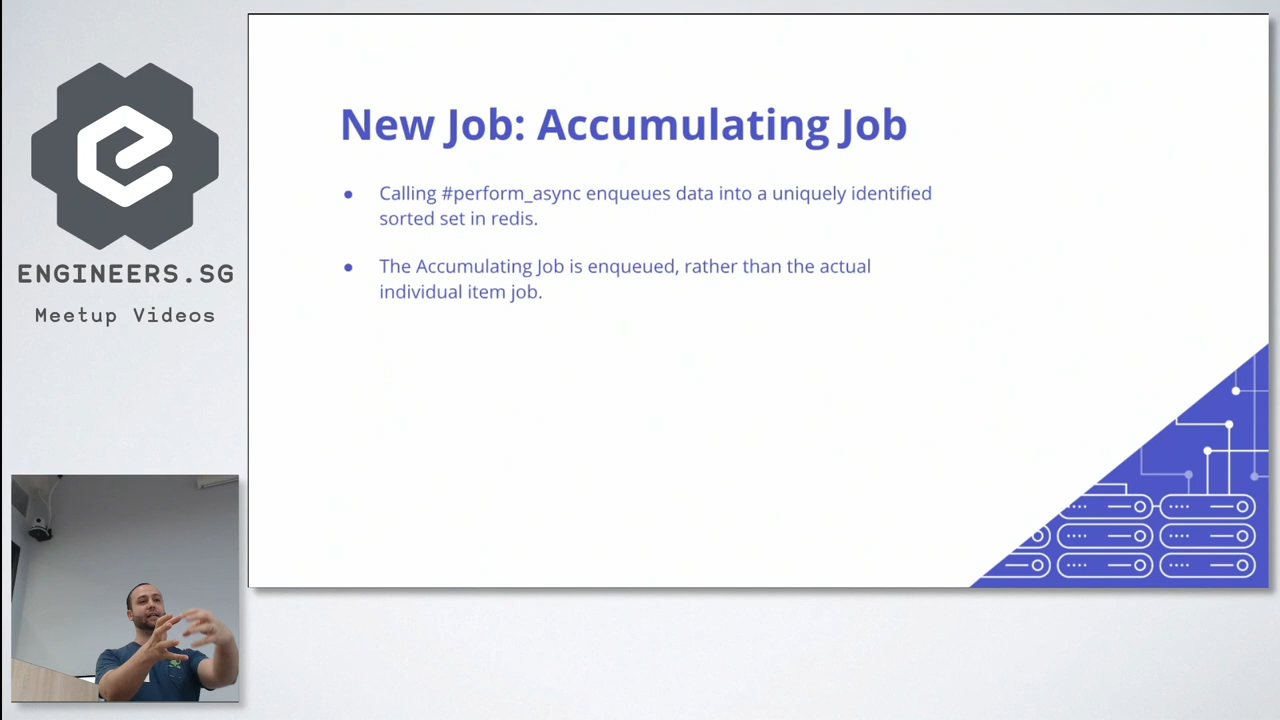 New Job: Accumulating Job
● Calling #perform_async enqueues data into a uniquely identified
sorted set in redis.
● The Accumulating Job is enqueued, rather than the actual
individual item job.
ENGINEERS.SG
Meetup Videos